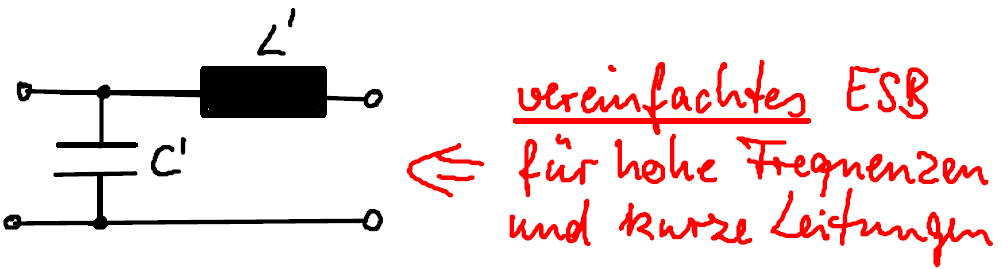 L'
C'
vereinfachtes ESB
für hohe Frequenzen
und kurze Leitungen